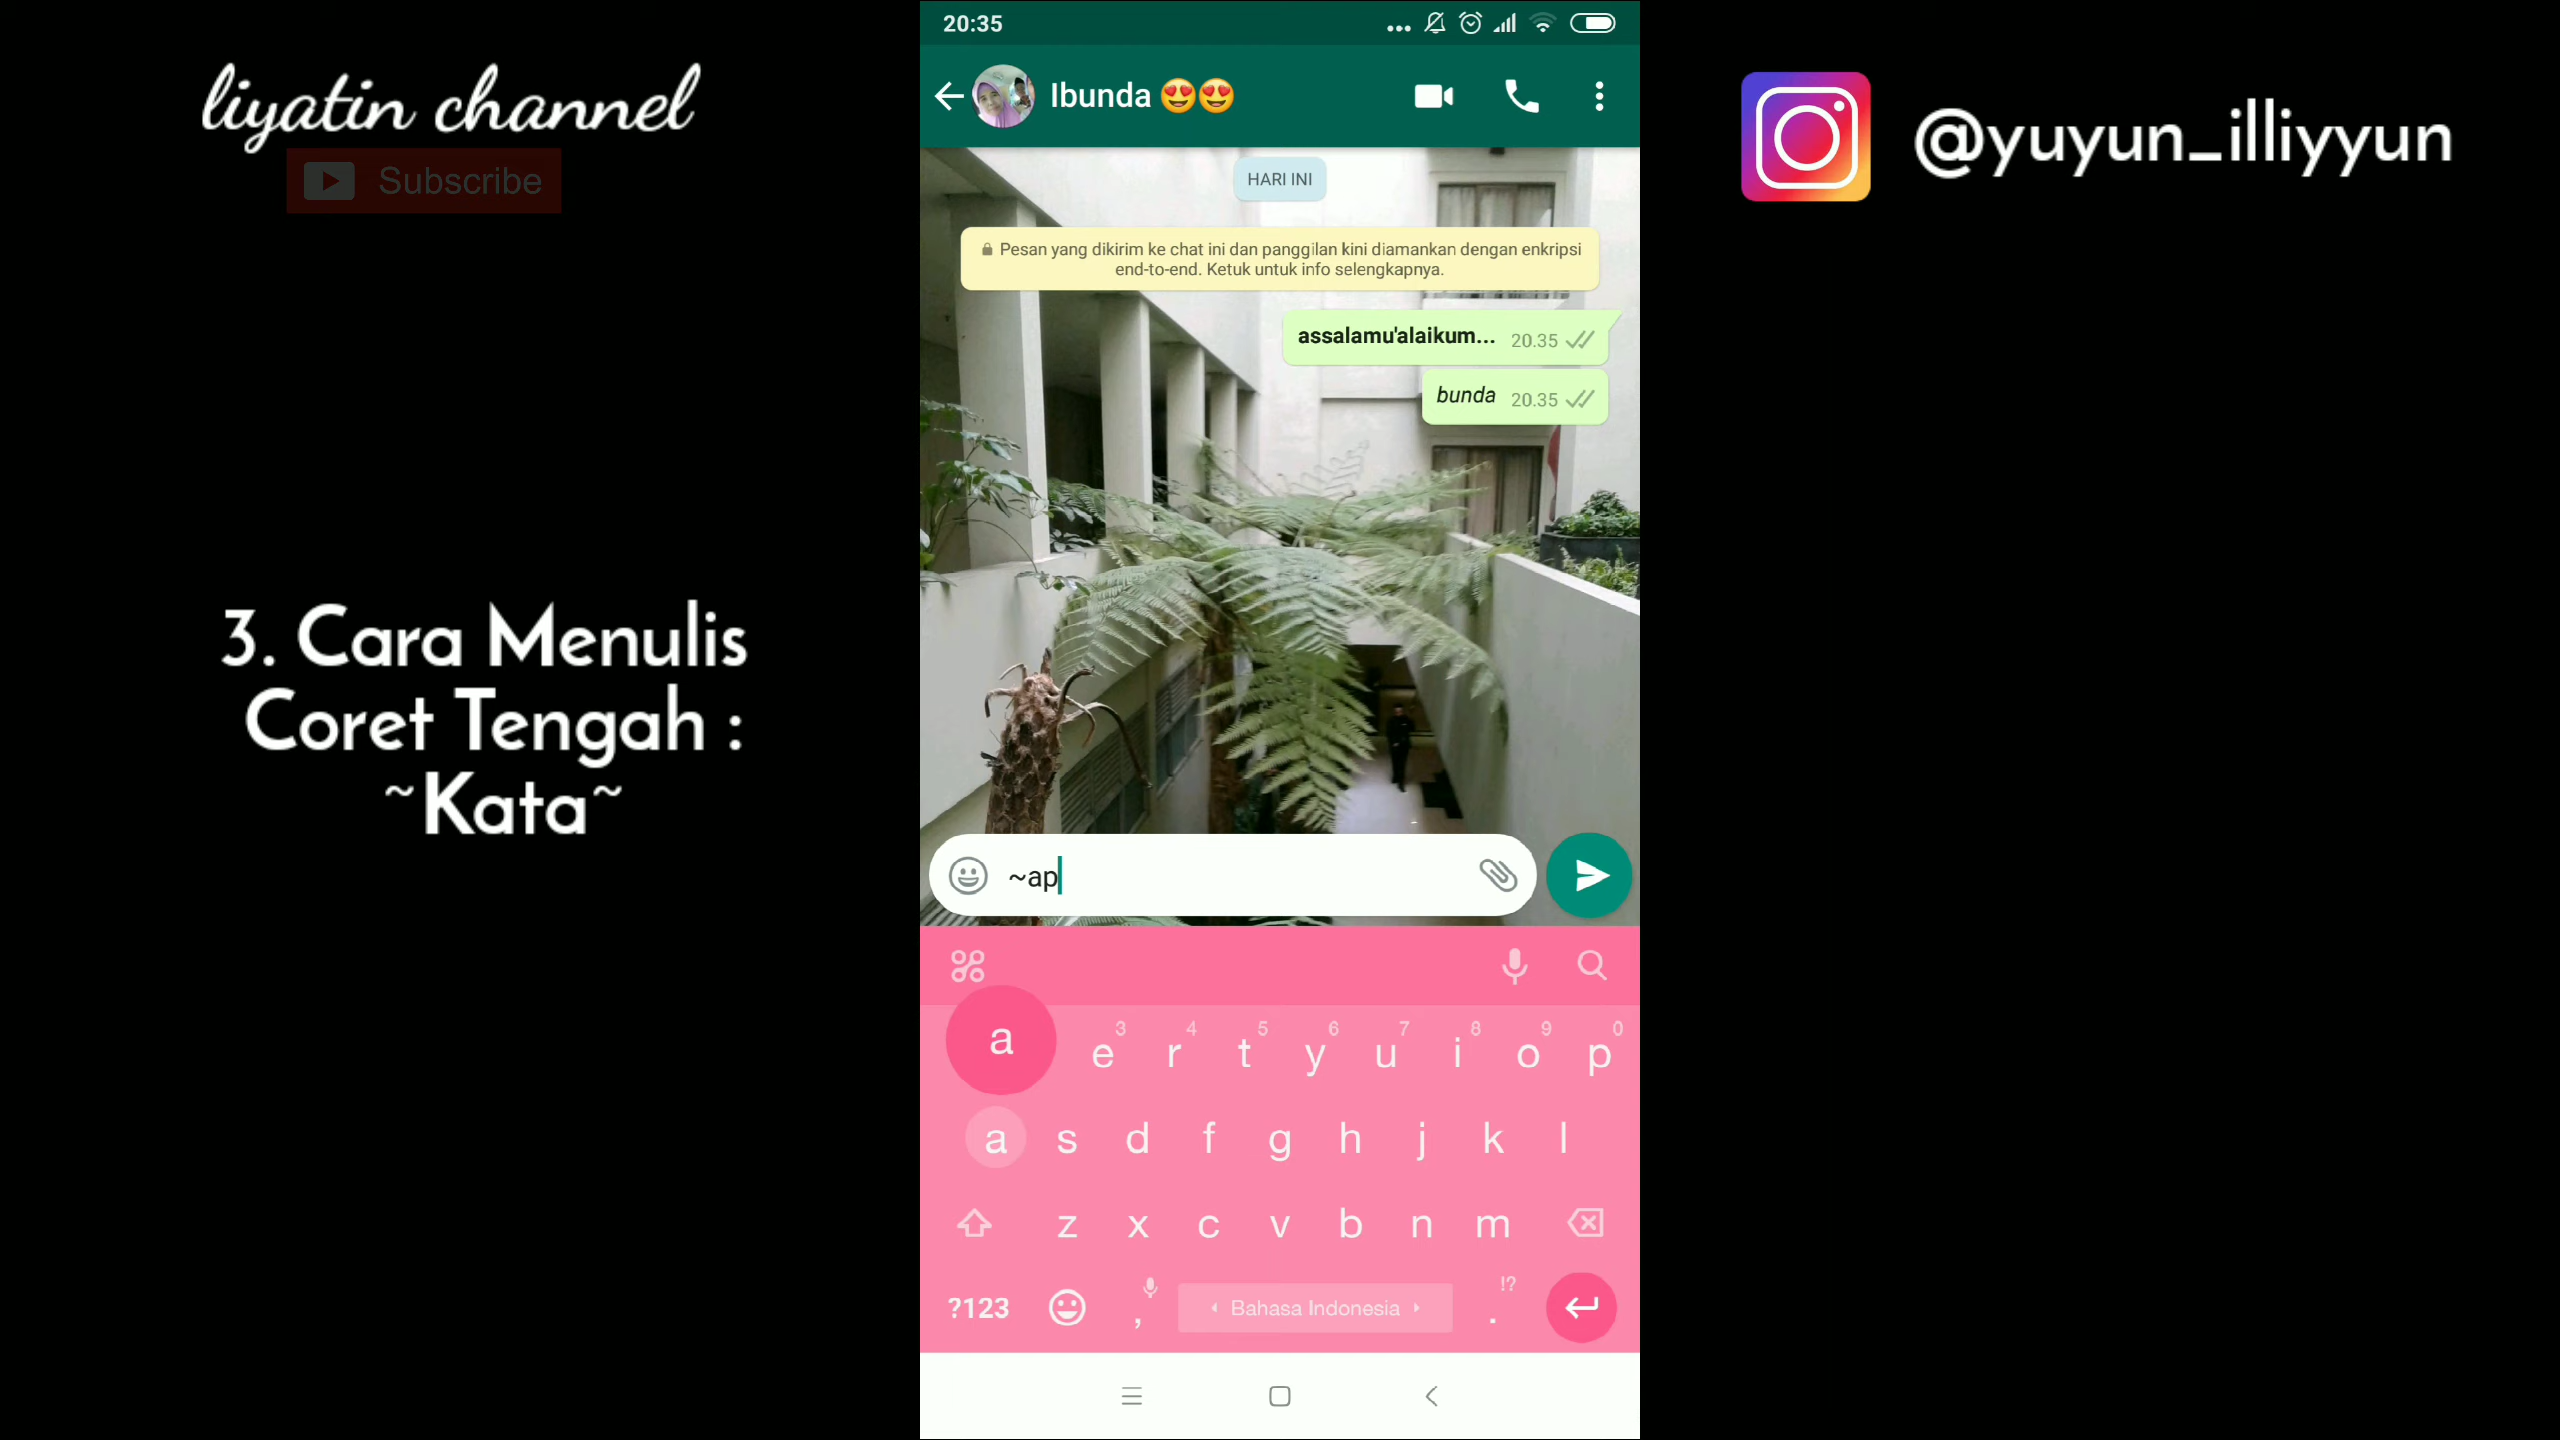 liyatin channel
Subscribe
@yuyun_illiyyun
3. Cara Menulis
Coret Tengah :
~Kata~
20:35
Ibunda 😍😍
HARI INI
Pesan yang dikirim ke chat ini dan panggilan kini diamankan dengan enkripsi
end-to-end. Ketuk untuk info selengkapnya.
assalamu'alaikum... 20.35
bunda 20.35
~ap
a
3 4 5 6 7 8 9 0
e r t y u i o p
a s d f g h j k l
z x c v b n m
!?
?123 , Bahasa Indonesia .